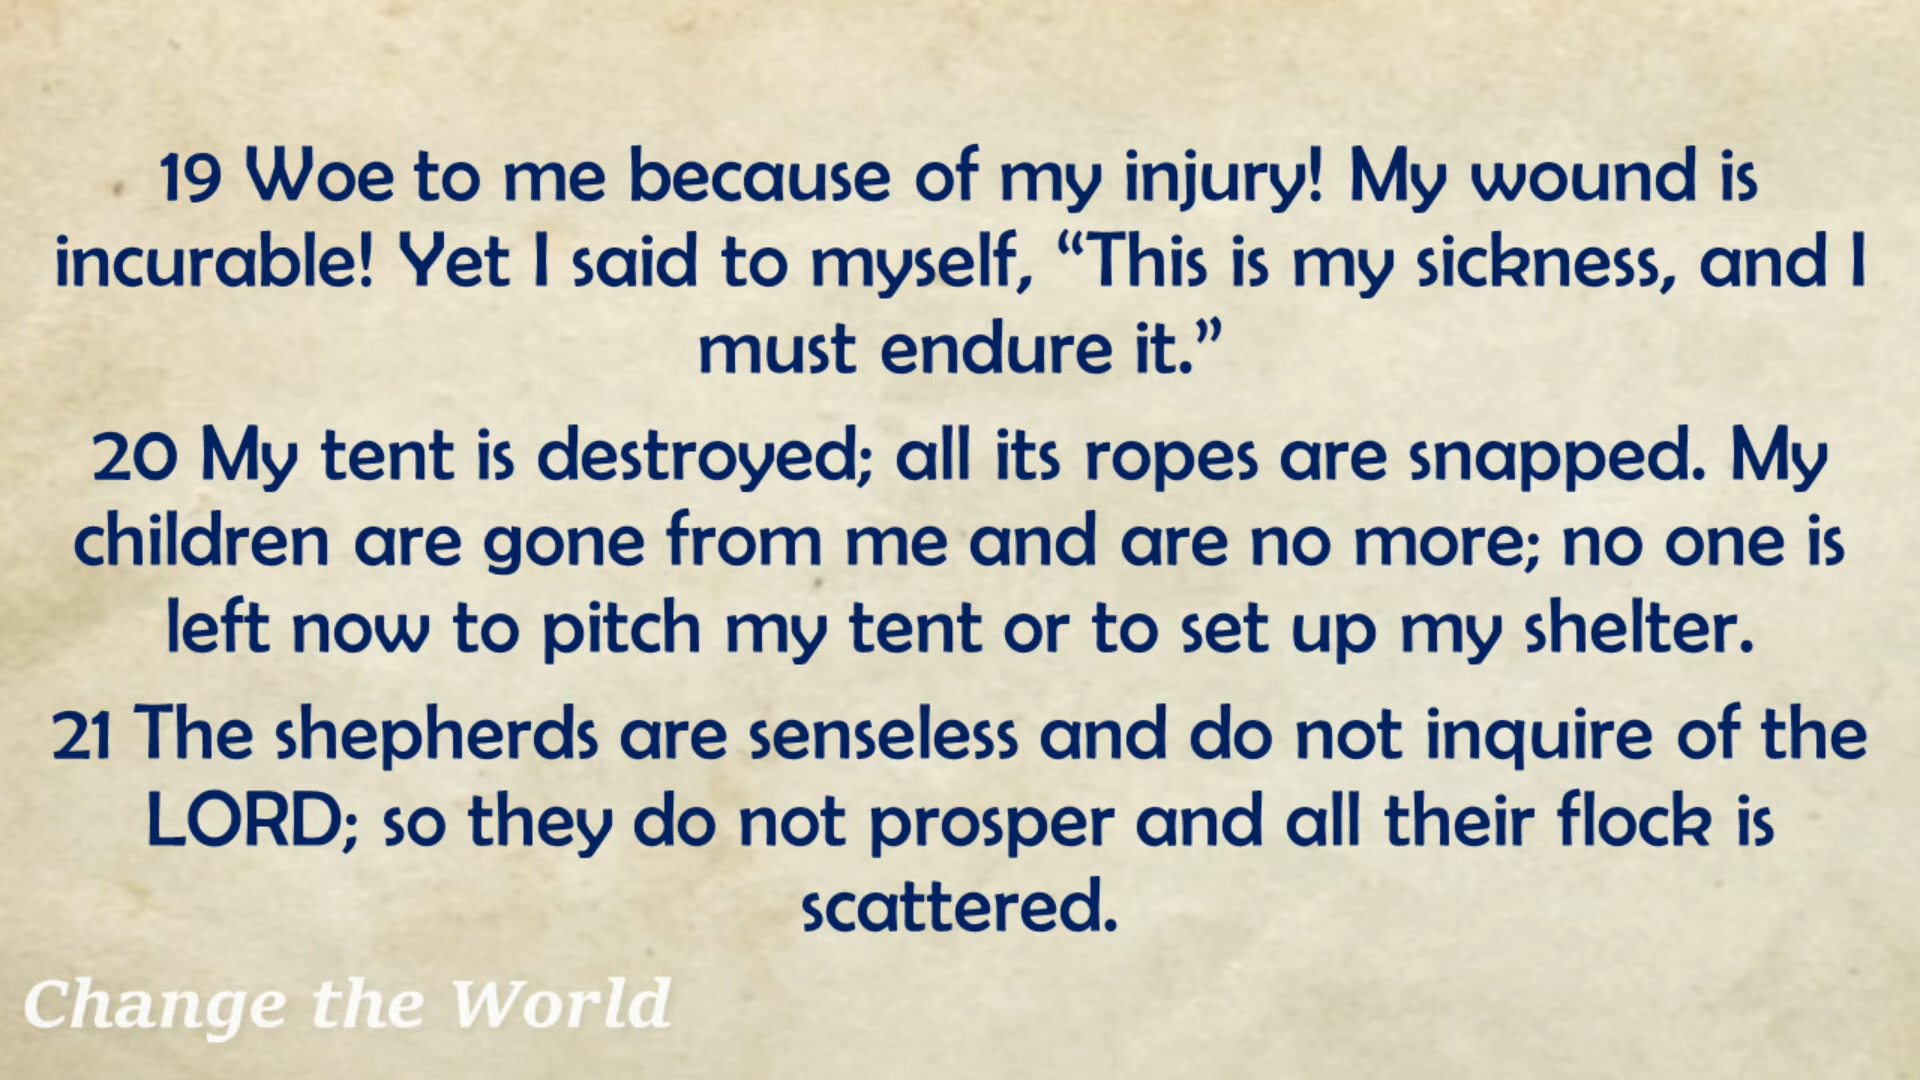 19 Woe to me because of my injury! My wound is
incurable! Yet I said to myself, “This is my sickness, and I
must endure it.”
20 My tent is destroyed; all its ropes are snapped. My
children are gone from me and are no more; no one is
left now to pitch my tent or to set up my shelter.
21 The shepherds are senseless and do not inquire of the
LORD; so they do not prosper and all their flock is
scattered.
Change the World